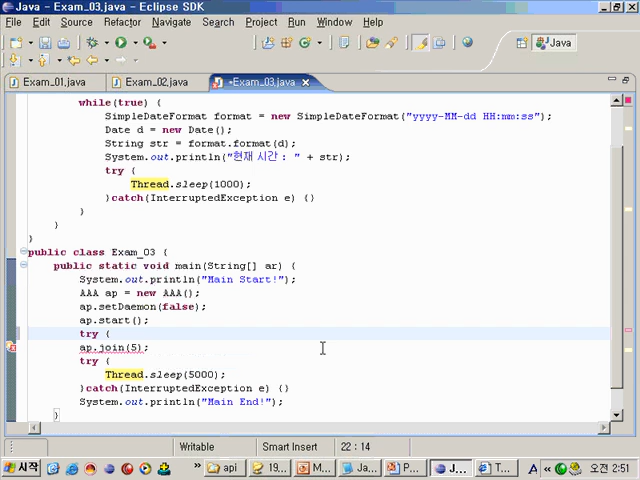 Java - Exam_03.java - Eclipse SDK
File Edit Source Refactor Navigate Search Project Run Window Help
Java
Exam_01.java Exam_02.java *Exam_03.java
while(true) {
SimpleDateFormat format = new SimpleDateFormat("yyyy-MM-dd HH:mm:ss");
Date d = new Date();
String str = format.format(d);
System.out.println("현재 시간 : " + str);
try {
Thread.sleep(1000);
}catch(InterruptedException e) {}
}
}
}
public class Exam_03 {
public static void main(String[] ar) {
System.out.println("Main Start!");
AAA ap = new AAA();
ap.setDaemon(false);
ap.start();
try {
ap.join(5);
try {
Thread.sleep(5000);
}catch(InterruptedException e) {}
System.out.println("Main End!");
}
Writable Smart Insert 22 : 14
시작 » api 19... M... Ja... P... J... T... A « 오전 2:51